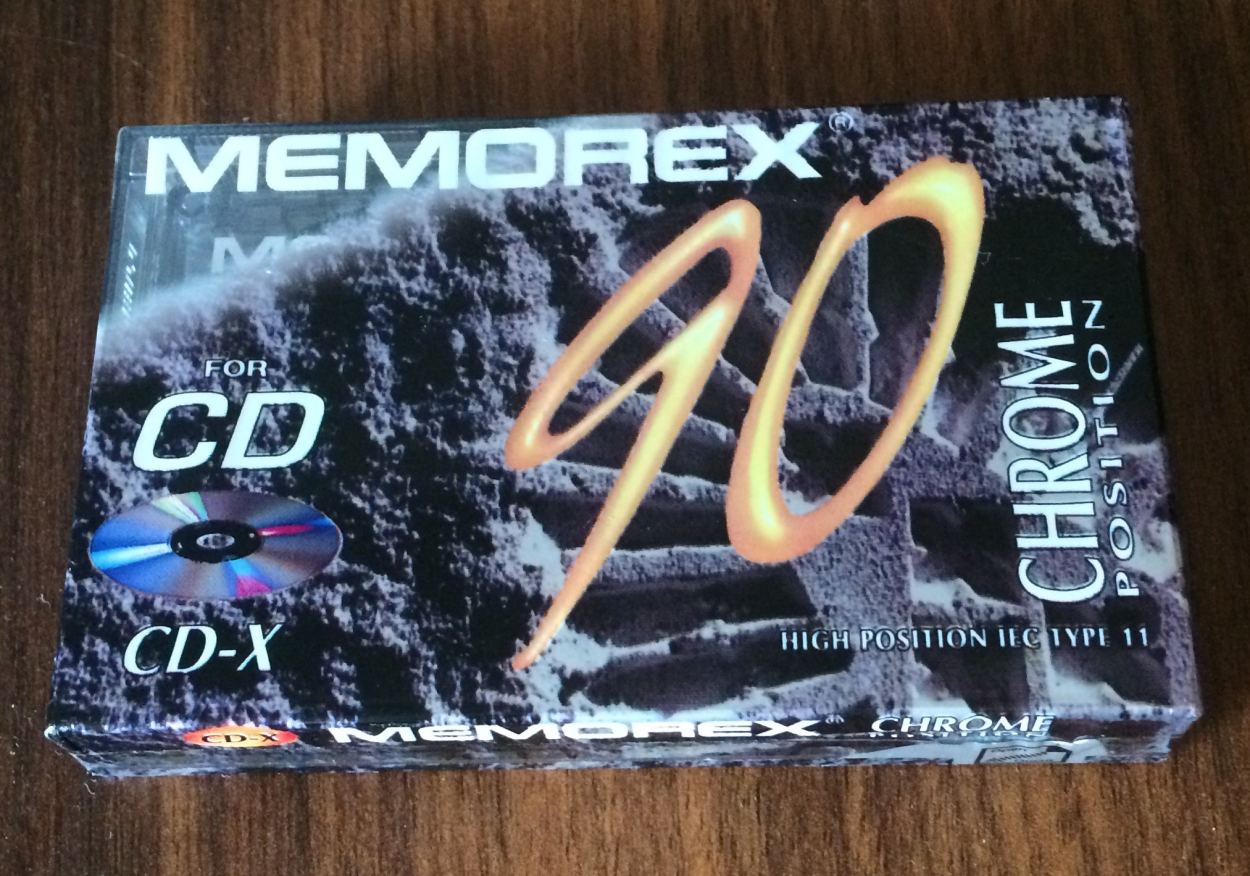 MEMOREX®
90
FOR
CD
CD-X
CHROME
POSITION
HIGH POSITION IEC TYPE 11
CD-X MEMOREX CHROME